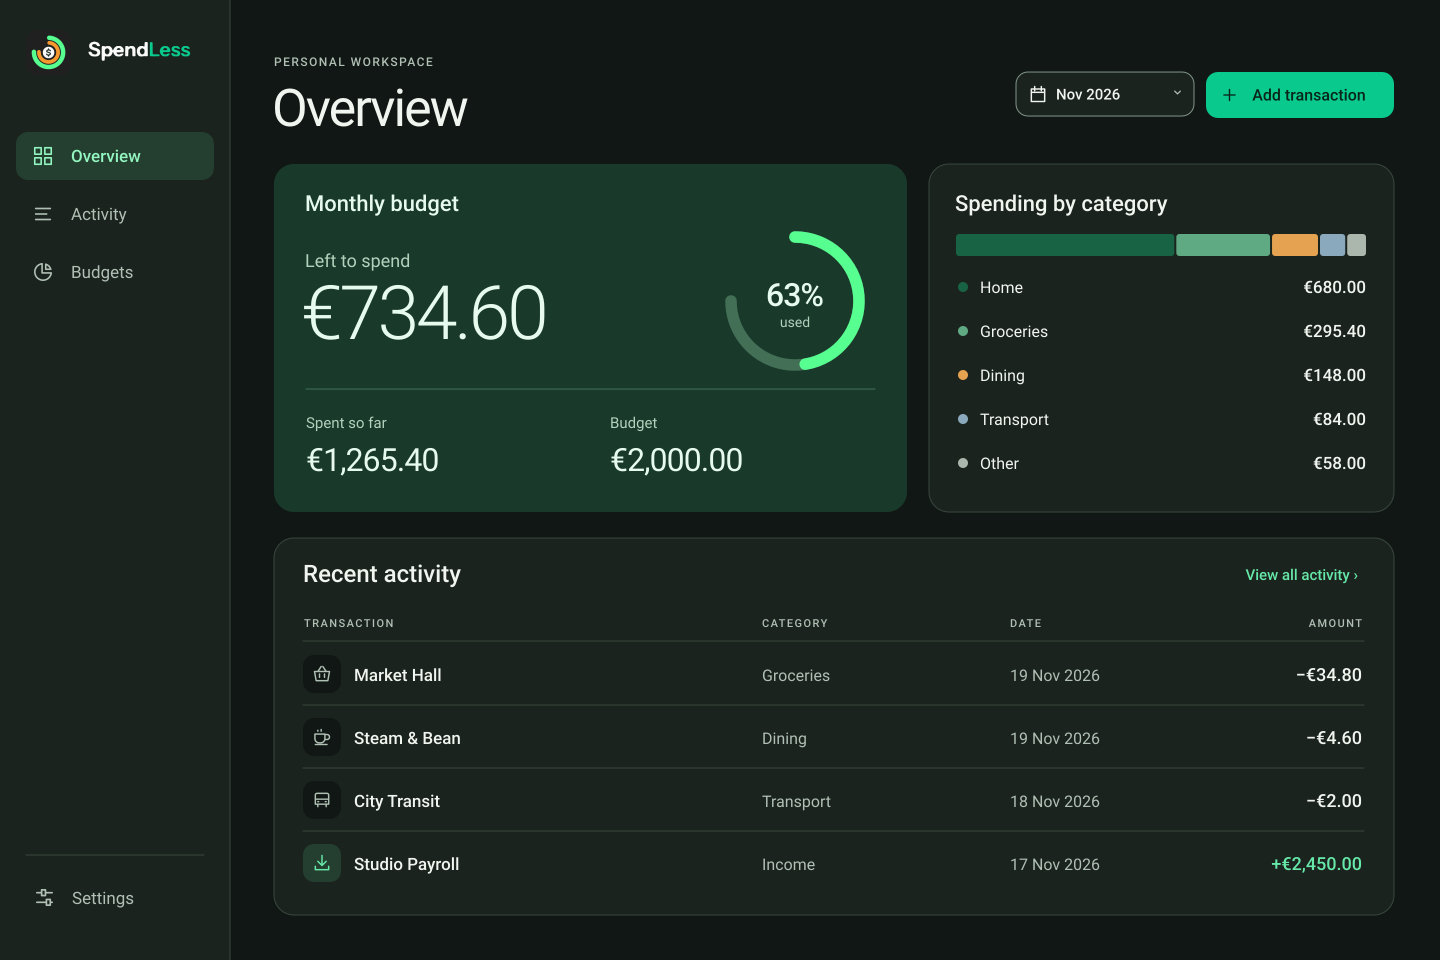 SpendLess
Overview
Activity
Budgets
Settings
PERSONAL WORKSPACE
Overview
Nov 2026
+ Add transaction
Monthly budget
Left to spend
€734.60
63%
used
Spent so far
€1,265.40
Budget
€2,000.00
Spending by category
Home €680.00
Groceries €295.40
Dining €148.00
Transport €84.00
Other €58.00
Recent activity
View all activity ›
TRANSACTION CATEGORY DATE AMOUNT
Market Hall Groceries 19 Nov 2026 −€34.80
Steam & Bean Dining 19 Nov 2026 −€4.60
City Transit Transport 18 Nov 2026 −€2.00
Studio Payroll Income 17 Nov 2026 +€2,450.00